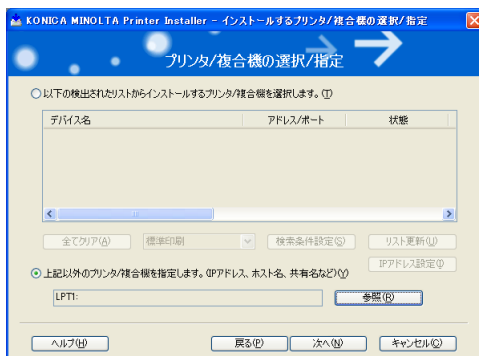 KONICA MINOLTA Printer Installer - インストールするプリンタ/複合機の選択/指定
プリンタ/複合機の選択/指定
以下の検出されたリストからインストールするプリンタ/複合機を選択します。(T)
デバイス名 アドレス/ポート 状態
全てクリア(A) 標準印刷 検索条件設定(S) リスト更新(U)
IPアドレス設定(I)
上記以外のプリンタ/複合機を指定します。(IPアドレス、ホスト名、共有名など)(Y)
LPT1: 参照(R)
ヘルプ(H) 戻る(P) 次へ(N) キャンセル(C)